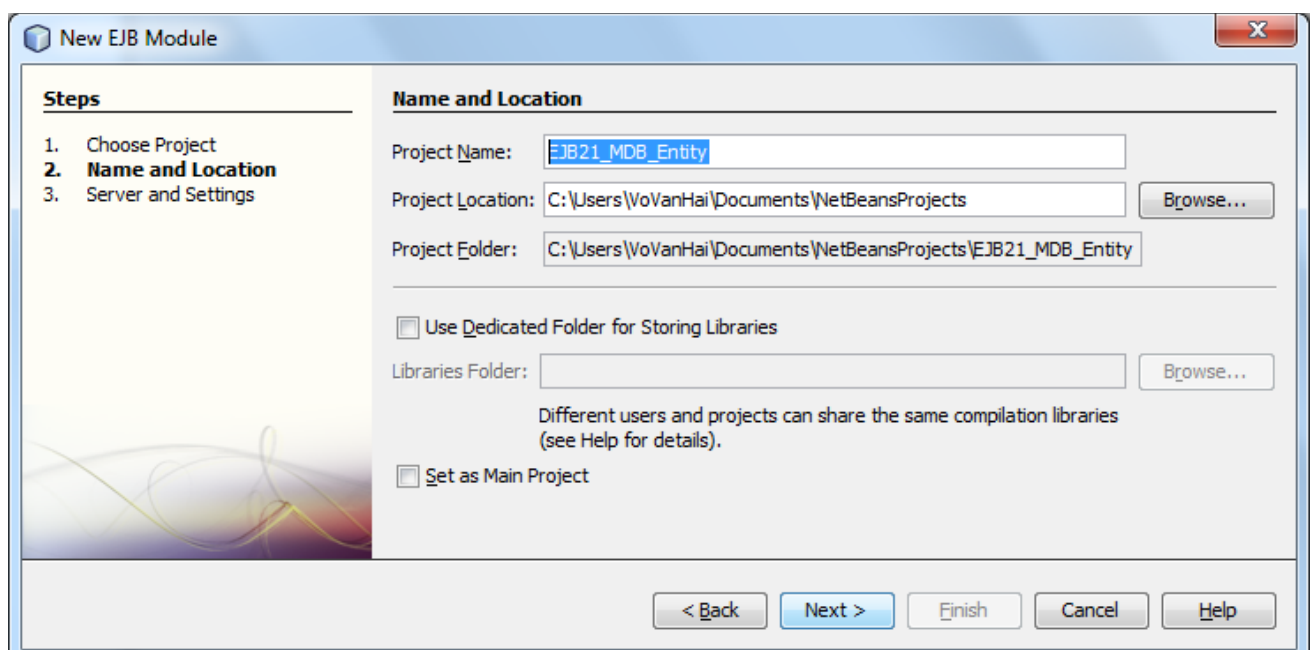 New EJB Module
Steps
1. Choose Project
2. Name and Location
3. Server and Settings
Name and Location
Project Name: EJB21_MDB_Entity
Project Location: C:\Users\VoVanHai\Documents\NetBeansProjects Browse...
Project Folder: C:\Users\VoVanHai\Documents\NetBeansProjects\EJB21_MDB_Entity
Use Dedicated Folder for Storing Libraries
Libraries Folder: Browse...
Different users and projects can share the same compilation libraries
(see Help for details).
Set as Main Project
< Back Next > Finish Cancel Help